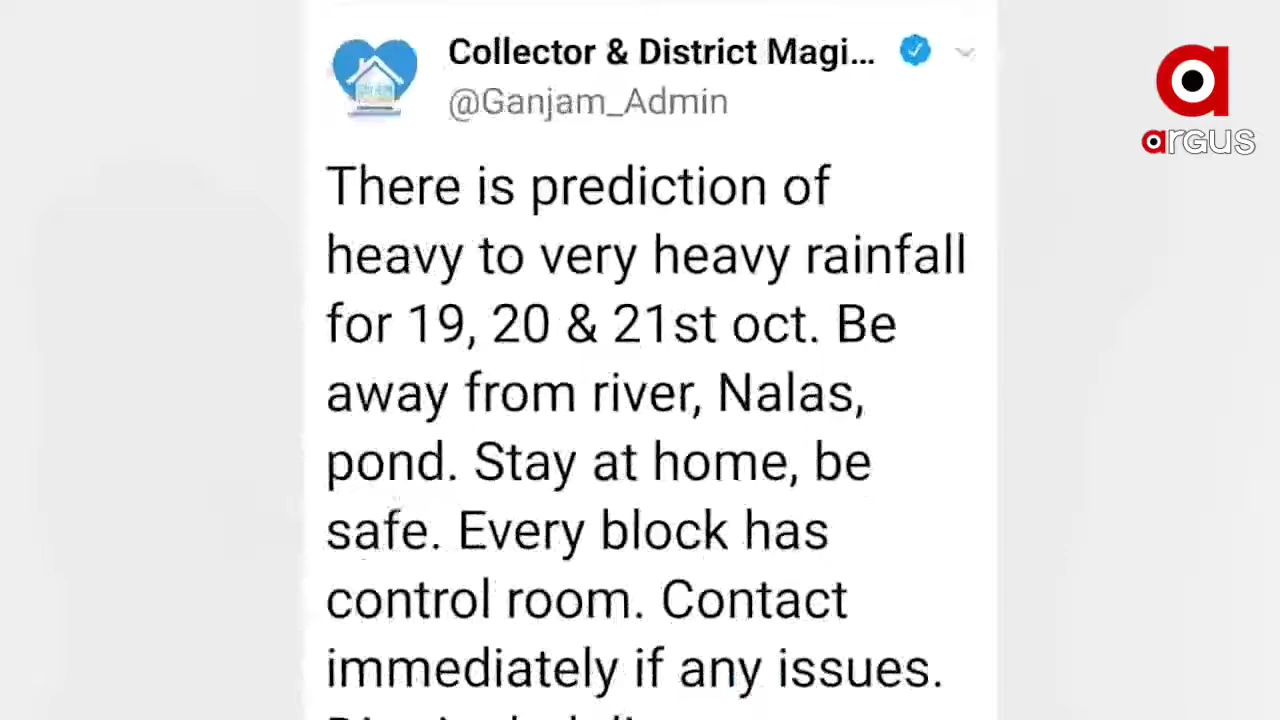 Collector & District Magi...
@Ganjam_Admin
argus
There is prediction of
heavy to very heavy rainfall
for 19, 20 & 21st oct. Be
away from river, Nalas,
pond. Stay at home, be
safe. Every block has
control room. Contact
immediately if any issues.